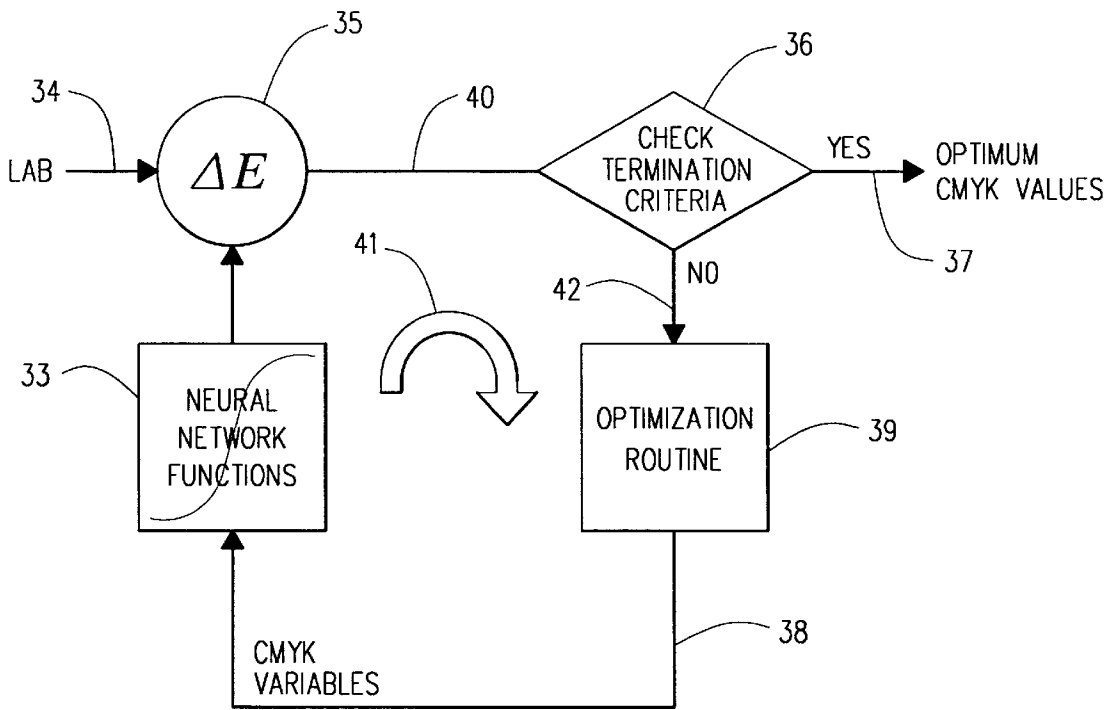 35
36
34
40
CHECK
TERMINATION
CRITERIA
YES
OPTIMUM
CMYK VALUES
LAB
ΔE
37
41
42
NO
33
NEURAL
NETWORK
FUNCTIONS
OPTIMIZATION
ROUTINE
39
38
CMYK
VARIABLES